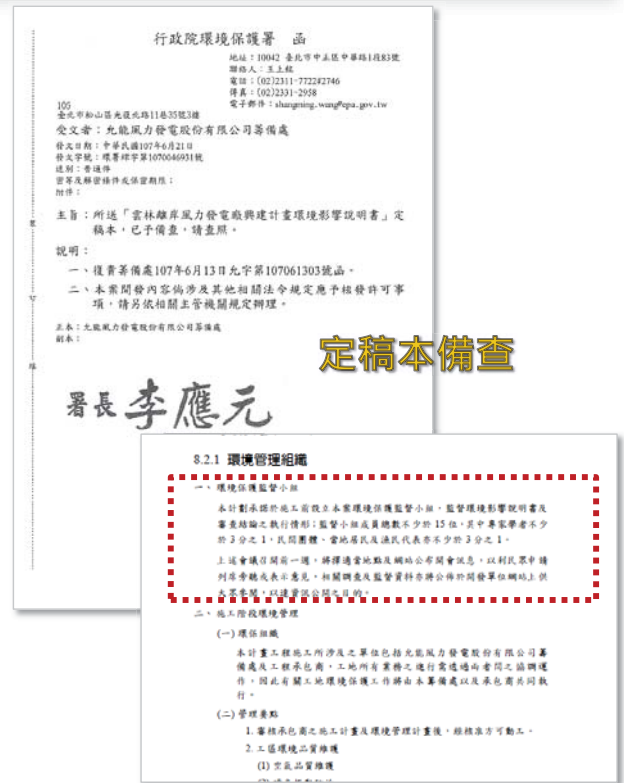 行政院環境保護署 函
地址：10042 臺北市中正區中華路1段83號
聯絡人：王上銘
電話：(02)2311-7722#2746
傳真：(02)2331-2958
電子郵件：shangming.wang@epa.gov.tw
105
臺北市松山區光復北路11巷35號3樓
受文者：允能風力發電股份有限公司籌備處
發文日期：中華民國107年6月21日
發文字號：環署綜字第1070046931號
速別：普通件
密等及解密條件或保密期限：
附件：
主旨：所送「雲林離岸風力發電廠興建計畫環境影響說明書」定
稿本，已予備查，請查照。
說明：
一、復貴籌備處107年6月13日允字第107061303號函。
二、本案開發內容倘涉及其他相關法令規定應予核發許可事
項，請另依相關主管機關規定辦理。
正本：允能風力發電股份有限公司籌備處
副本：
裝
訂
線
署長 李應元
定稿本備查
8.2.1 環境管理組織
一、環境保護監督小組
本計劃承諾於施工前設立本案環境保護監督小組，監督環境影響說明書及
審查結論之執行情形；監督小組成員總數不少於 15 位，其中專家學者不少
於 3 分之 1，民間團體、當地居民及漁民代表亦不少於 3 分之 1。
上述會議召開前一週，將擇適當地點及網站公布開會訊息，以利民眾申請
列席旁聽或表示意見。相關調查及監督資料亦將公佈於開發單位網站上供
大眾參閱，以達資訊公開之目的。
二、施工階段環境管理
(一) 環保組織
本計畫工程施工所涉及之單位包括允能風力發電股份有限公司籌
備處及工程承包商，工地所有業務之進行需透過兩者間之協調運
作，因此有關工地環境保護工作將由本籌備處以及承包商共同執
行。
(二) 管理要點
1. 審核承包商之施工計畫及環境管理計畫後，經核准方可動工。
2. 工區環境品質維護
(1) 空氣品質維護